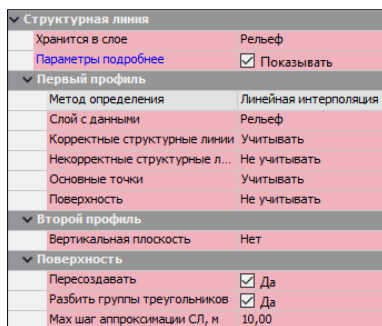 Структурная линия
Хранится в слое Рельеф
Параметры подробнее Показывать
Первый профиль
Метод определения Линейная интерполяция
Слой с данными Рельеф
Корректные структурные линии Учитывать
Некорректные структурные л... Не учитывать
Основные точки Учитывать
Поверхность Не учитывать
Второй профиль
Вертикальная плоскость Нет
Поверхность
Пересоздавать Да
Разбить группы треугольников Да
Мах шаг аппроксимации СЛ, м 10,00